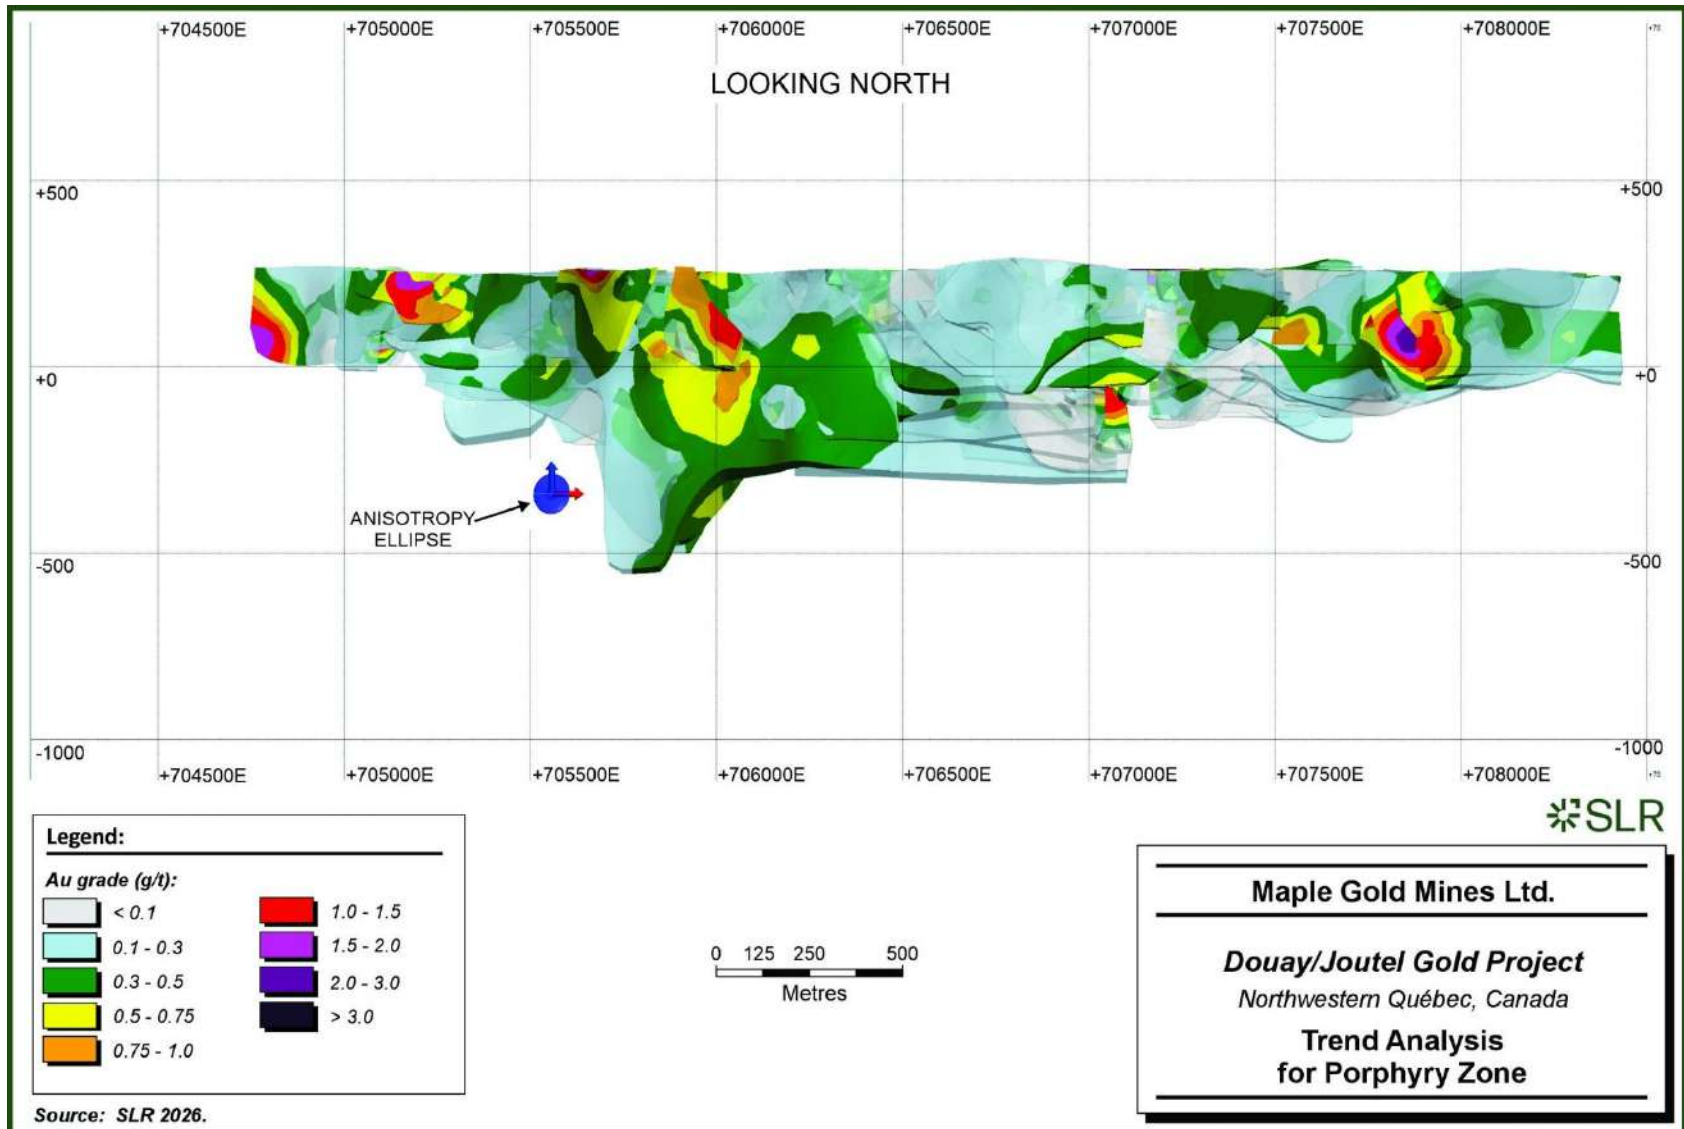 +704500E +705000E +705500E +706000E +706500E +707000E +707500E +708000E
LOOKING NORTH
+500 +500
+0 +0
ANISOTROPY
ELLIPSE
-500 -500
-1000 -1000
+704500E +705000E +705500E +706000E +706500E +707000E +707500E +708000E
SLR
Legend:
Au grade (g/t):
< 0.1
0.1 - 0.3
0.3 - 0.5
0.5 - 0.75
0.75 - 1.0
1.0 - 1.5
1.5 - 2.0
2.0 - 3.0
> 3.0
0 125 250 500
Metres
Maple Gold Mines Ltd.
Douay/Joutel Gold Project
Northwestern Québec, Canada
Trend Analysis
for Porphyry Zone
Source: SLR 2026.